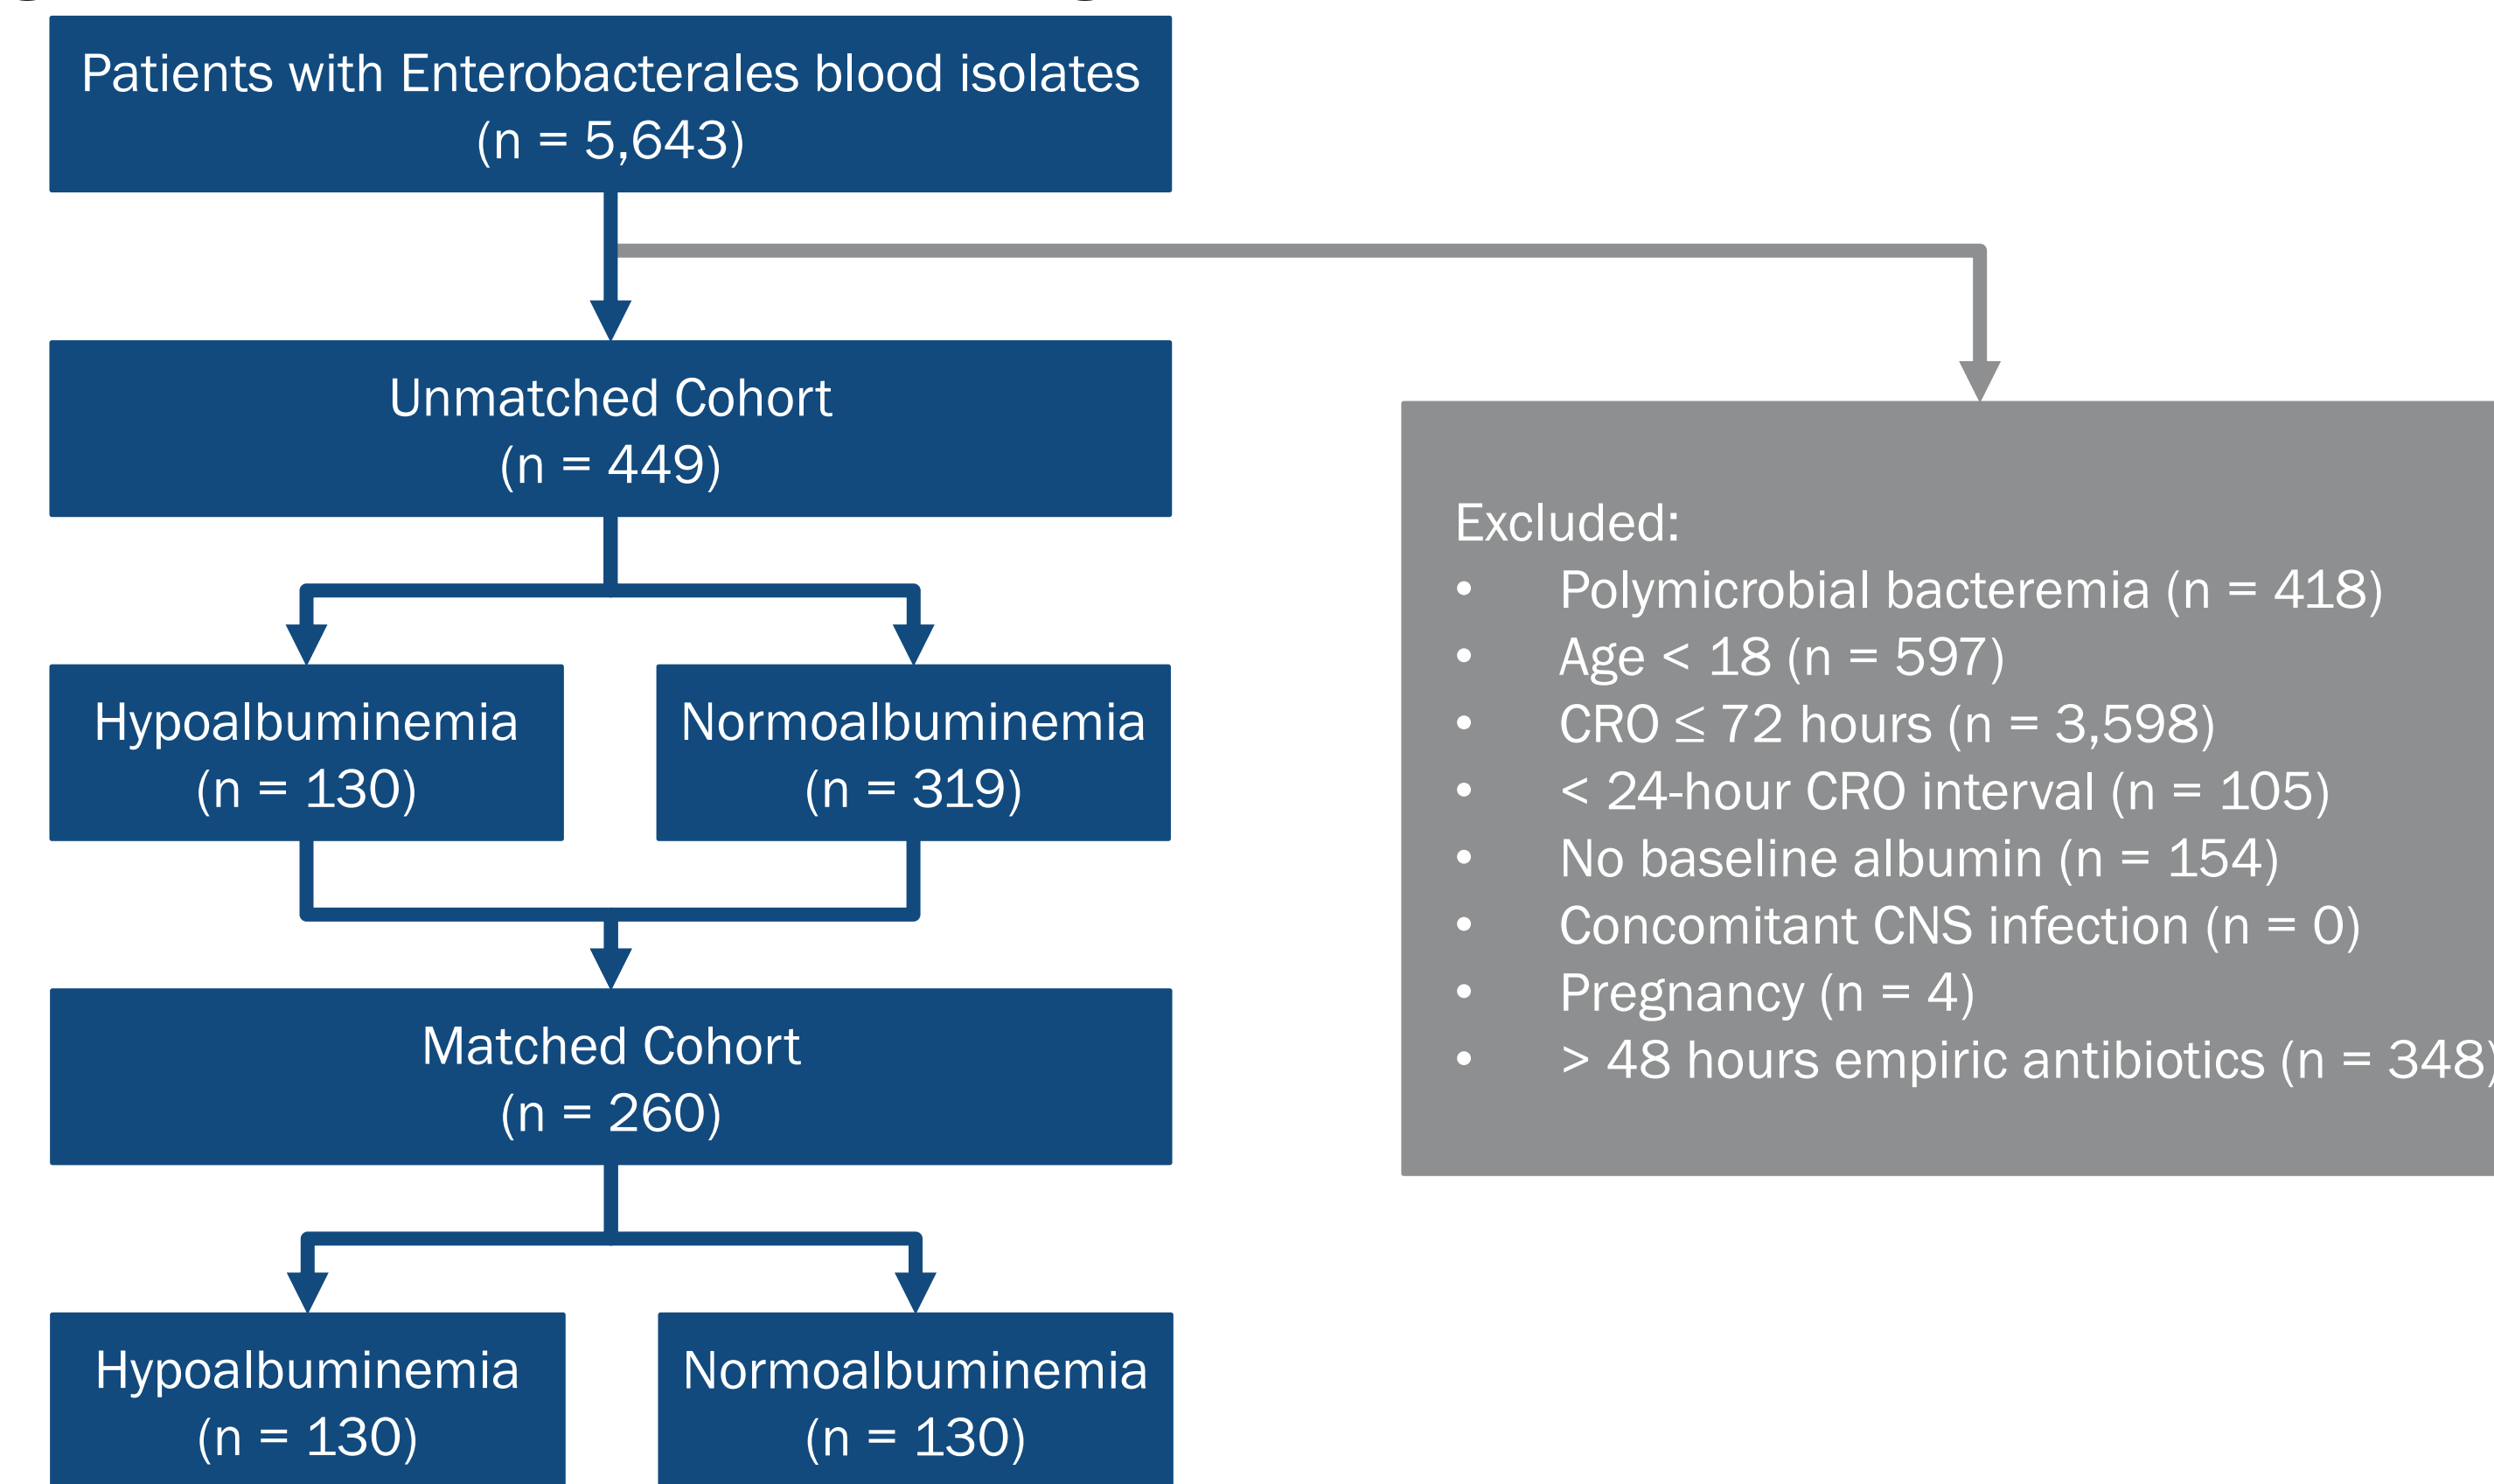 Patients with Enterobacterales blood isolates
(n = 5,643)
Unmatched Cohort
(n = 449)
Hypoalbuminemia
(n = 130)
Normoalbuminemia
(n = 319)
Matched Cohort
(n = 260)
Hypoalbuminemia
(n = 130)
Normoalbuminemia
(n = 130)
Excluded:
• Polymicrobial bacteremia (n = 418)
• Age < 18 (n = 597)
• CRO ≤ 72 hours (n = 3,598)
• < 24-hour CRO interval (n = 105)
• No baseline albumin (n = 154)
• Concomitant CNS infection (n = 0)
• Pregnancy (n = 4)
• > 48 hours empiric antibiotics (n = 348)